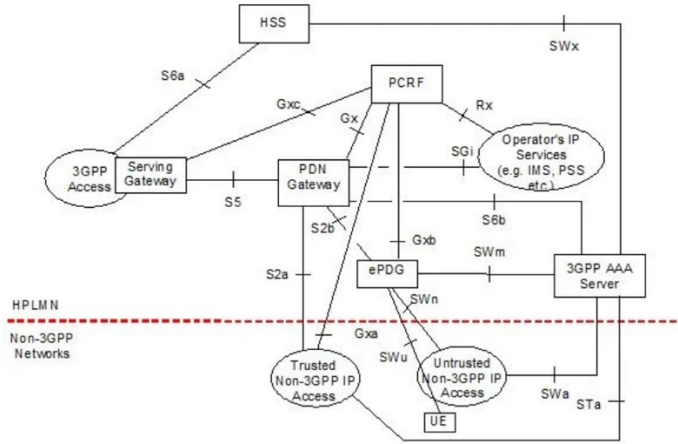 HSS
SWx
S6a
PCRF
Gxc
Gx
Rx
Operator's IP
Services
(e.g. IMS, PSS
etc.)
SGi
3GPP
Access
Serving
Gateway
PDN
Gateway
S5
S2b
S6b
Gxb
SWm
S2a
ePDG
3GPP AAA
Server
SWn
HPLMN
Non-3GPP
Networks
Gxa
SWu
Trusted
Non-3GPP IP
Access
Untrusted
Non-3GPP IP
Access
SWa
STa
UE